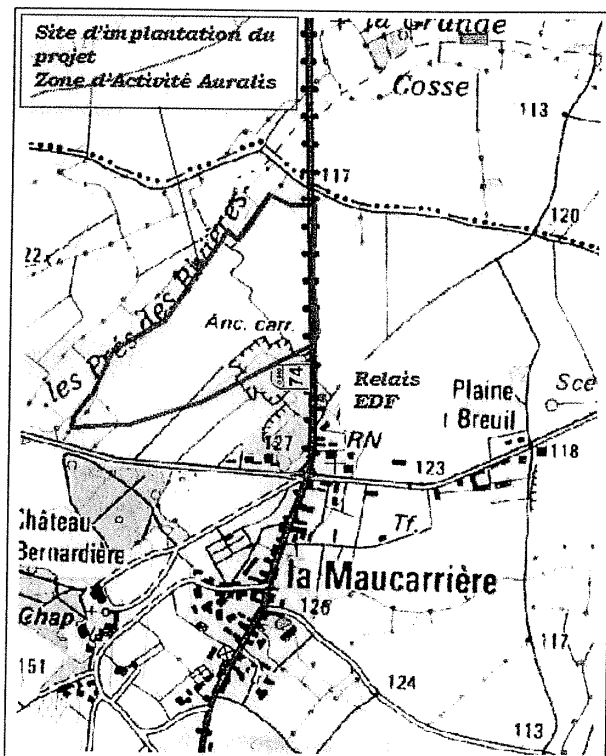 Site d'implantation du
projet
Zone d'Activité Auralis
la Grange
Cosse
113
117
120
22
les Prés des Rivières
Anc. carr.
74
Relais
EDF
Plaine
Breuil
Sce
RN
127
123
118
Château
Bernardière
Tf
la Maucarrière
Chap.
126
151
117
124
113